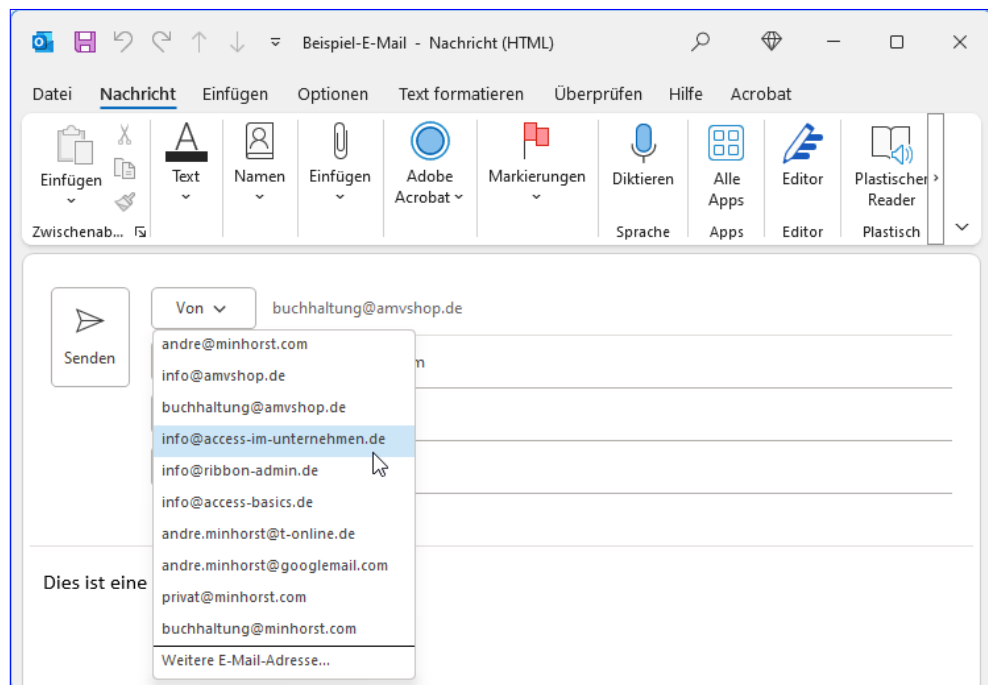 Beispiel-E-Mail - Nachricht (HTML)
Datei Nachricht Einfügen Optionen Text formatieren Überprüfen Hilfe Acrobat
Einfügen Text Namen Einfügen Adobe Acrobat Markierungen Diktieren Alle Apps Editor Plastischer Reader
Zwischenab... Sprache Apps Editor Plastisch
Von buchhaltung@amvshop.de
Senden
m
andre@minhorst.com
info@amvshop.de
buchhaltung@amvshop.de
info@access-im-unternehmen.de
info@ribbon-admin.de
info@access-basics.de
andre.minhorst@t-online.de
andre.minhorst@googlemail.com
privat@minhorst.com
buchhaltung@minhorst.com
Weitere E-Mail-Adresse...
Dies ist eine